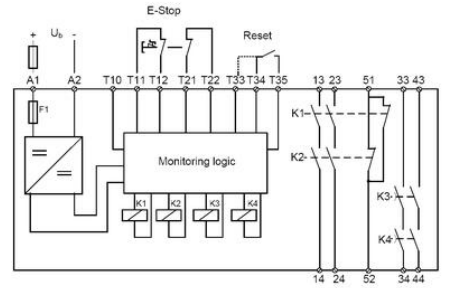 E-Stop
+ Ub -
Reset
A1 A2 T10 T11 T12 T21 T22 T33 T34 T35 13 23 51 33 43
F1
K1
K2
Monitoring logic
K1 K2 K3 K4
K3
K4
14 24 52 34 44